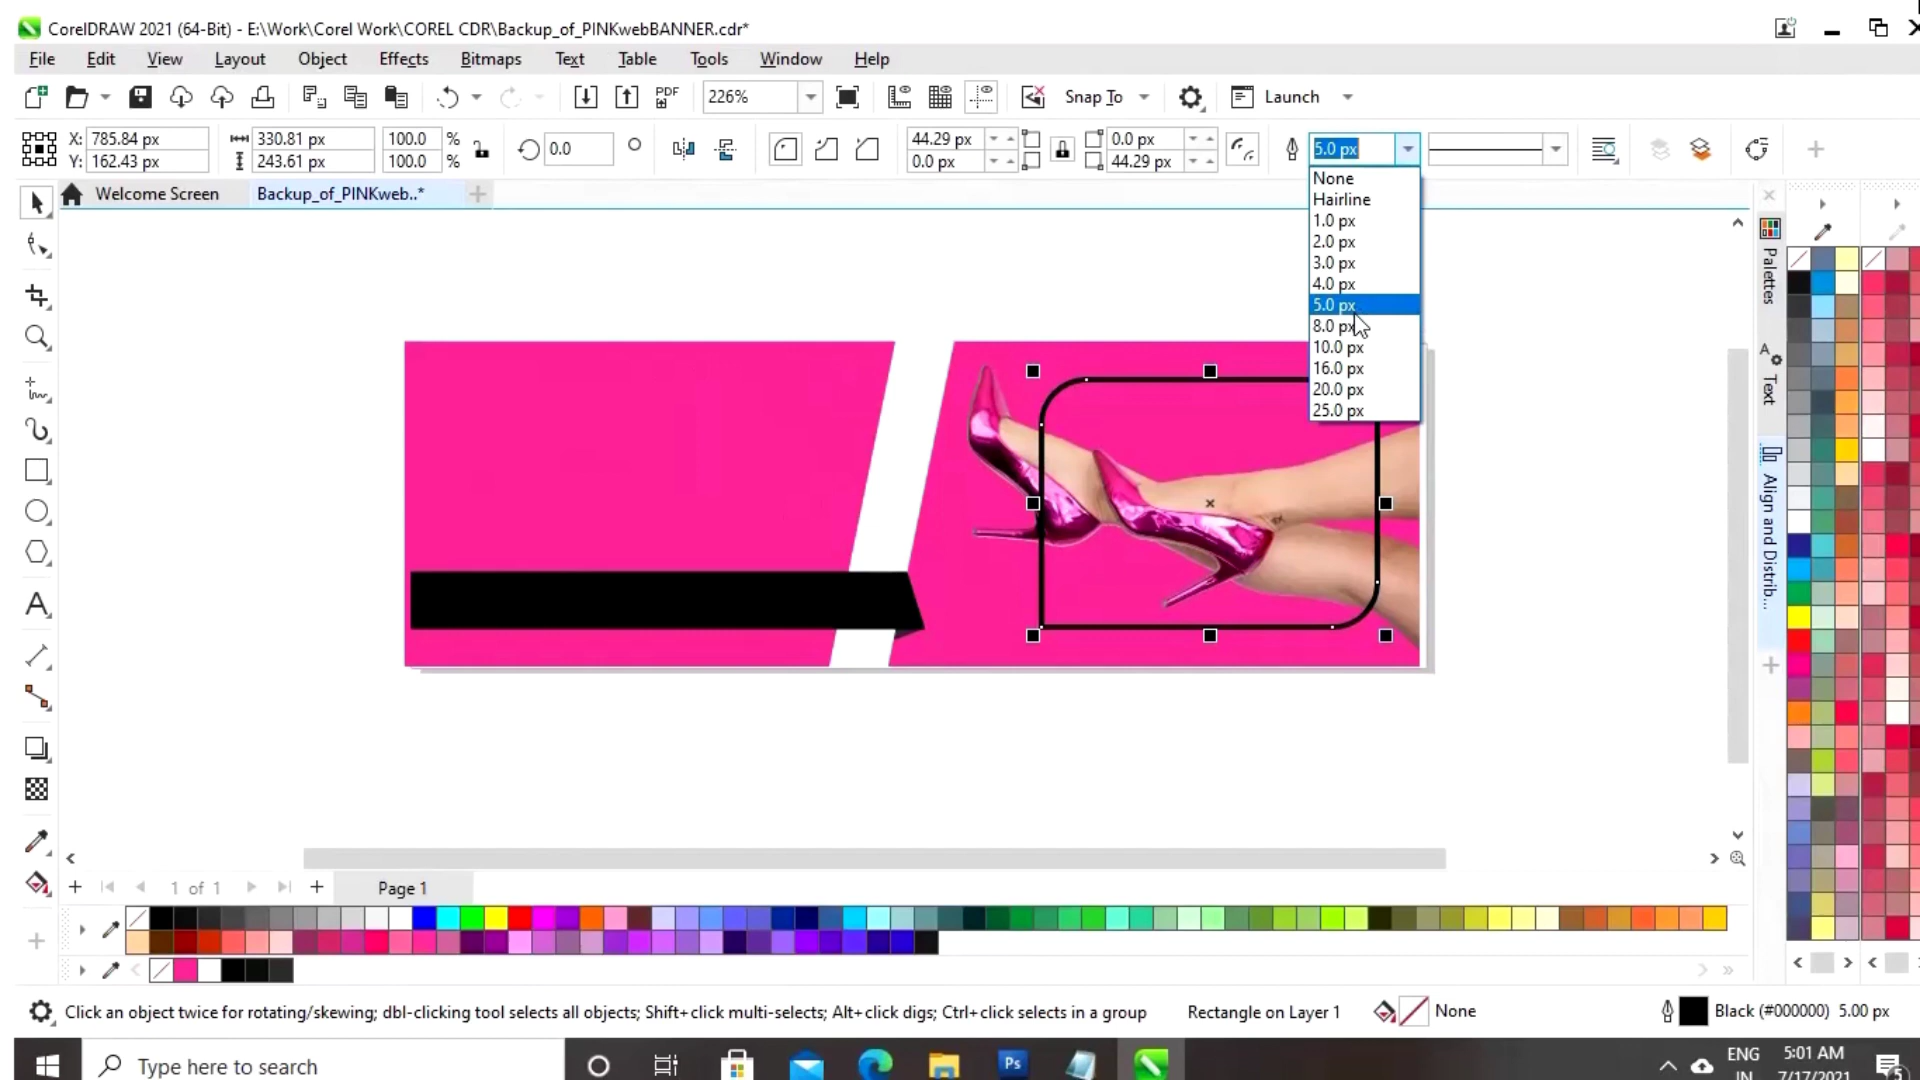 CorelDRAW 2021 (64-Bit) - E:\Work\Corel Work\COREL CDR\Backup_of_PINKwebBANNER.cdr*
File Edit View Layout Object Effects Bitmaps Text Table Tools Window Help
PDF 226% Snap To Launch
X: 785.84 px 330.81 px 100.0 % 0.0 44.29 px 0.0 px 5.0 px
Y: 162.43 px 243.61 px 100.0 % 0.0 px 44.29 px
None
Hairline
1.0 px
2.0 px
3.0 px
4.0 px
5.0 px
8.0 px
10.0 px
16.0 px
20.0 px
25.0 px
Welcome Screen Backup_of_PINKweb..*
Palettes
Text
Align and Distrib...
1 of 1 Page 1
Click an object twice for rotating/skewing; dbl-clicking tool selects all objects; Shift+click multi-selects; Alt+click digs; Ctrl+click selects in a group Rectangle on Layer 1 None Black (#000000) 5.00 px
Type here to search Ps ENG 5:01 AM
IN 7/17/2021 5